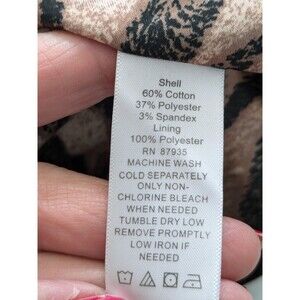 Shell
60% Cotton
37% Polyester
3% Spandex
Lining
100% Polyester
RN 87935
MACHINE WASH
COLD SEPARATELY
ONLY NON-
CHLORINE BLEACH
WHEN NEEDED
TUMBLE DRY LOW
REMOVE PROMPTLY
LOW IRON IF
NEEDED